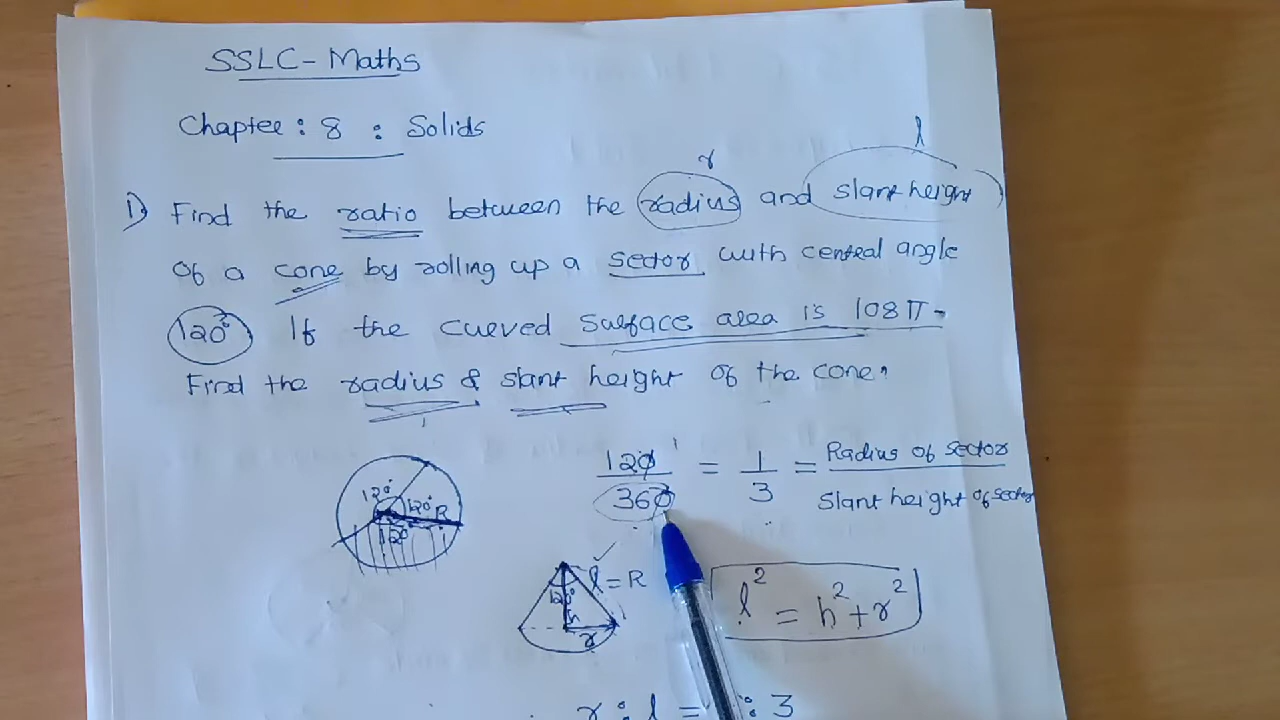 SSLC - Maths
Chapter : 8 : Solids
r
l
1) Find the ratio between the radius and slant height
of a cone by rolling up a sector with central angle
120° If the curved surface area is 108π.
Find the radius & slant height of the cone.
120/360 = 1/3 = Radius of sector/Slant height of sector
1
120° 120° R
120°
l = R
120°
h
r
l² = h² + r²
r : l = : 3